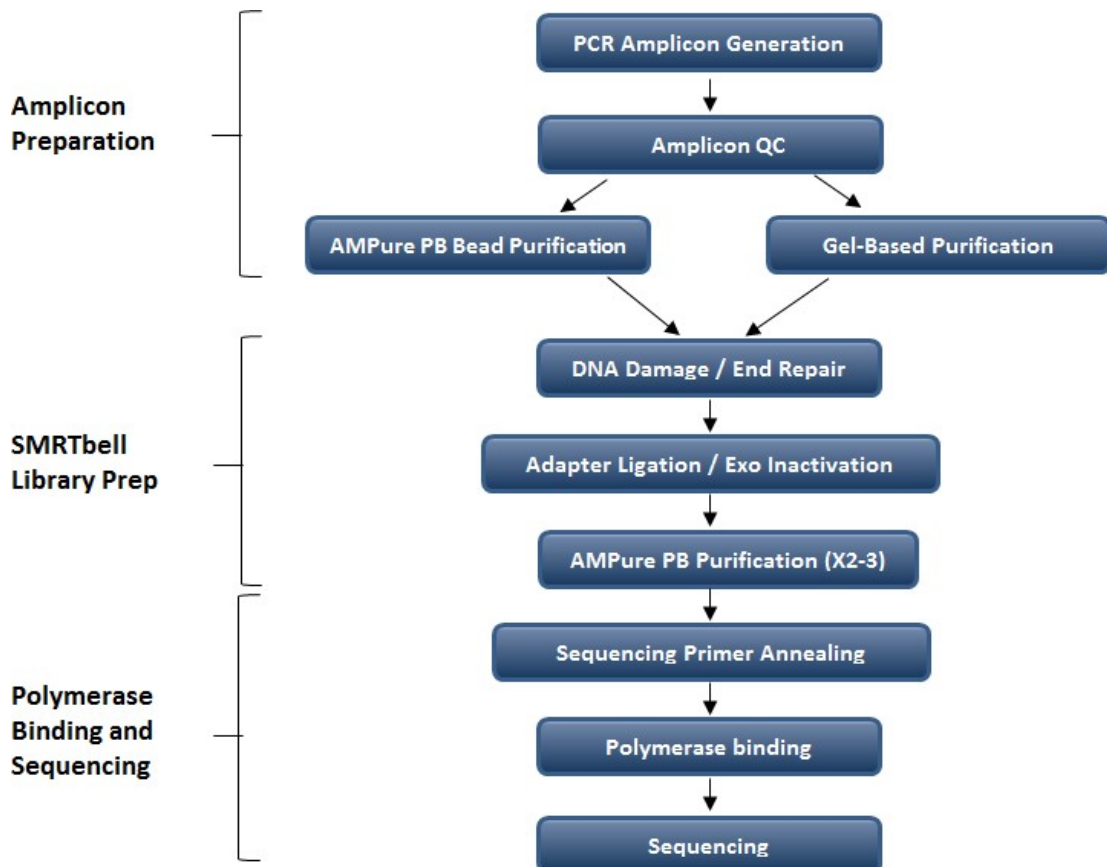 PCR Amplicon Generation
Amplicon
Preparation
Amplicon QC
AMPure PB Bead Purification
Gel-Based Purification
DNA Damage / End Repair
SMRTbell
Library Prep
Adapter Ligation / Exo Inactivation
AMPure PB Purification (X2-3)
Sequencing Primer Annealing
Polymerase
Binding and
Sequencing
Polymerase binding
Sequencing